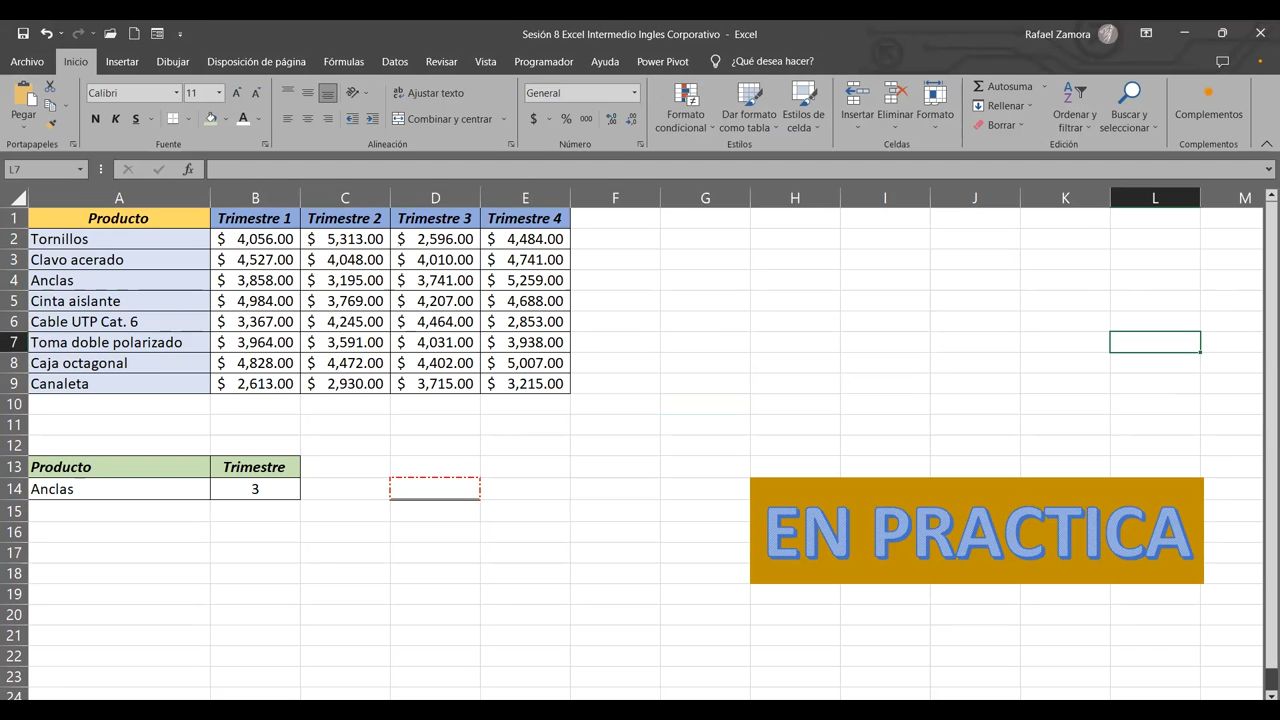 Sesión 8 Excel Intermedio Ingles Corporativo - Excel
Rafael Zamora
Archivo Inicio Insertar Dibujar Disposición de página Fórmulas Datos Revisar Vista Programador Ayuda Power Pivot ¿Qué desea hacer?
Pegar
Portapapeles
Calibri 11
N K S
Fuente
Ajustar texto
Combinar y centrar
Alineación
General
$ % 000
Número
Formato condicional
Dar formato como tabla
Estilos de celda
Estilos
Insertar Eliminar Formato
Celdas
Autosuma
Rellenar
Borrar
Ordenar y filtrar
Buscar y seleccionar
Edición
Complementos
Complementos
L7 fx
A B C D E F G H I J K L M
1 Producto Trimestre 1 Trimestre 2 Trimestre 3 Trimestre 4
2 Tornillos $ 4,056.00 $ 5,313.00 $ 2,596.00 $ 4,484.00
3 Clavo acerado $ 4,527.00 $ 4,048.00 $ 4,010.00 $ 4,741.00
4 Anclas $ 3,858.00 $ 3,195.00 $ 3,741.00 $ 5,259.00
5 Cinta aislante $ 4,984.00 $ 3,769.00 $ 4,207.00 $ 4,688.00
6 Cable UTP Cat. 6 $ 3,367.00 $ 4,245.00 $ 4,464.00 $ 2,853.00
7 Toma doble polarizado $ 3,964.00 $ 3,591.00 $ 4,031.00 $ 3,938.00
8 Caja octagonal $ 4,828.00 $ 4,472.00 $ 4,402.00 $ 5,007.00
9 Canaleta $ 2,613.00 $ 2,930.00 $ 3,715.00 $ 3,215.00
10
11
12
13 Producto Trimestre
14 Anclas 3
15
16
EN PRACTICA
17
18
19
20
21
22
23
24